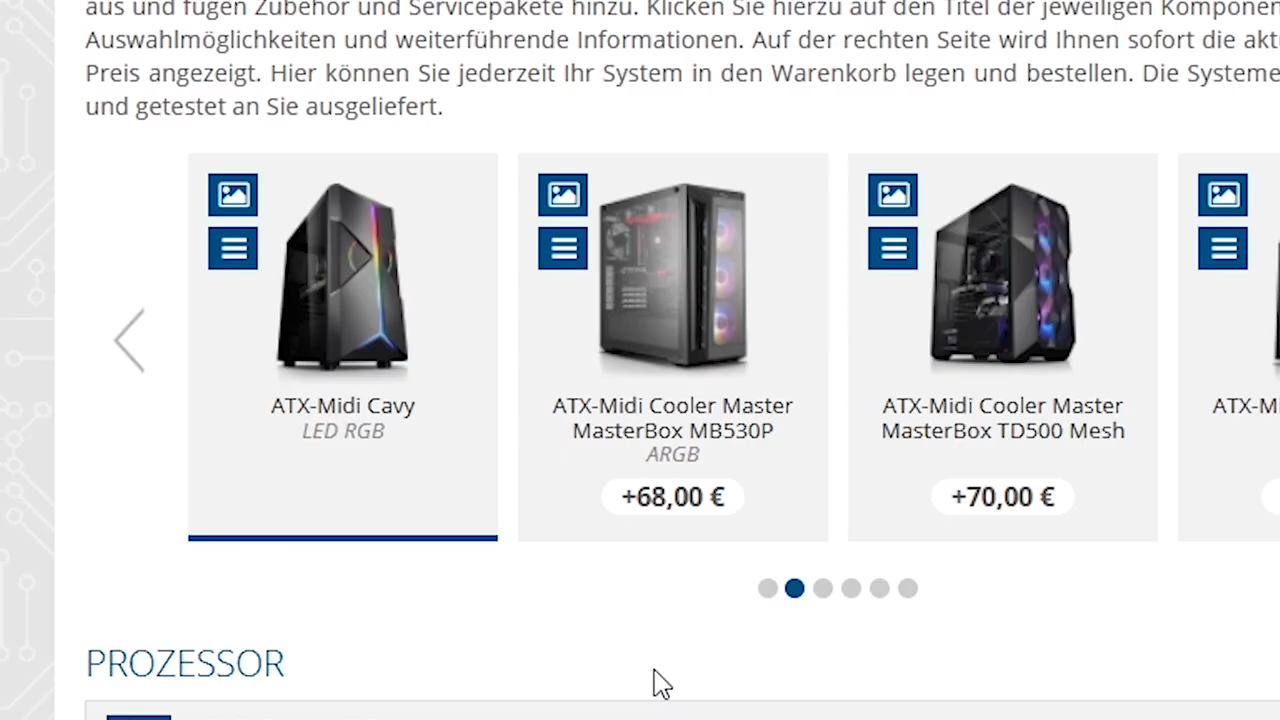 aus und fügen Zubehör und Servicepakete hinzu. Klicken Sie hierzu auf den Titel der jeweiligen
Auswahlmöglichkeiten und weiterführende Informationen. Auf der rechten Seite wird Ihnen sofort die
Preis angezeigt. Hier können Sie jederzeit Ihr System in den Warenkorb legen und bestellen. Die Systeme
und getestet an Sie ausgeliefert.
ATX-Midi Cavy
LED RGB
ATX-Midi Cooler Master
MasterBox MB530P
ARGB
+68,00 €
ATX-Midi Cooler Master
MasterBox TD500 Mesh
+70,00 €
PROZESSOR